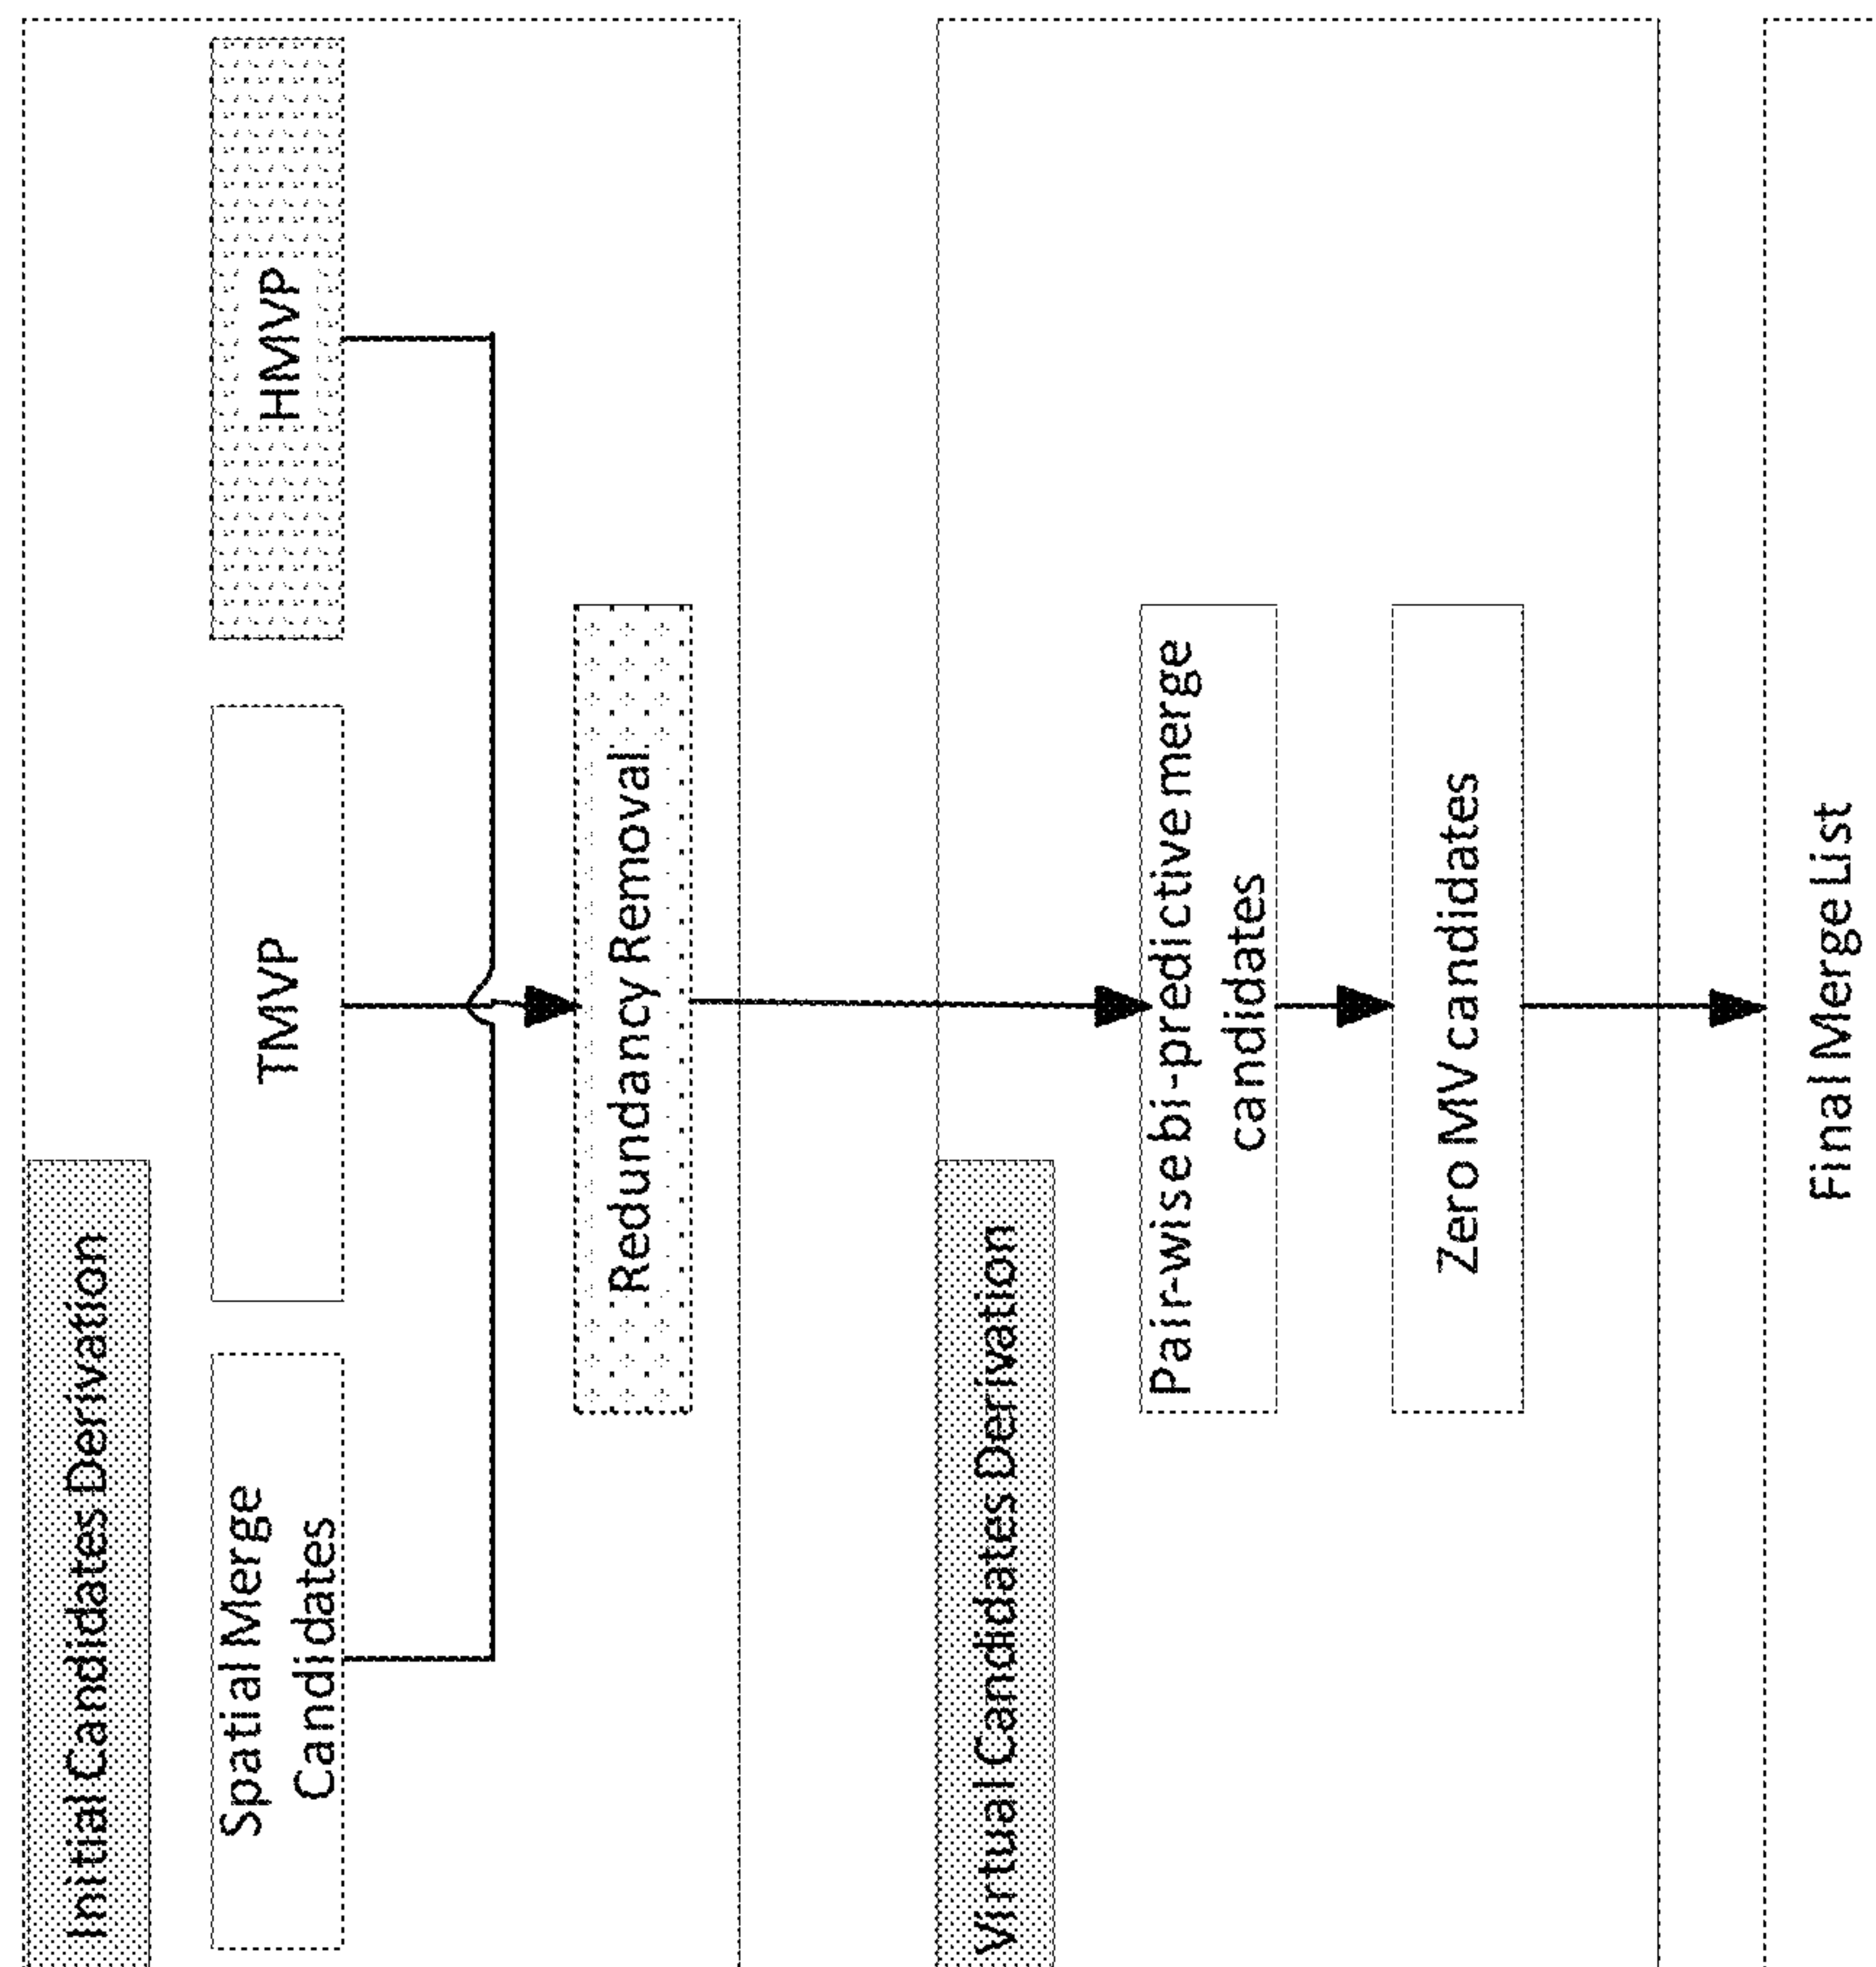 Initial Candidates Derivation
Spatial Merge
Candidates
TMVP
HMVP
Redundancy Removal
Virtual Candidates Derivation
Pair-wise bi-predictive merge
candidates
Zero MV candidates
Final Merge List